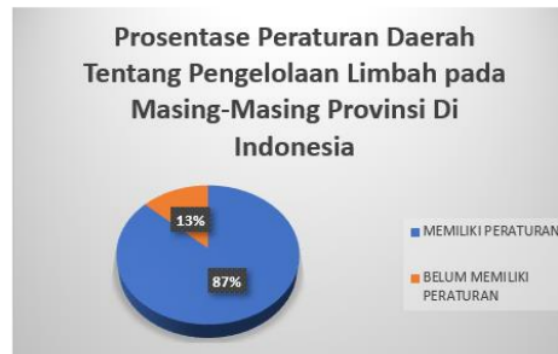 Prosentase Peraturan Daerah
Tentang Pengelolaan Limbah pada
Masing-Masing Provinsi Di
Indonesia
13%
87%
MEMILIKI PERATURAN
BELUM MEMILIKI
PERATURAN